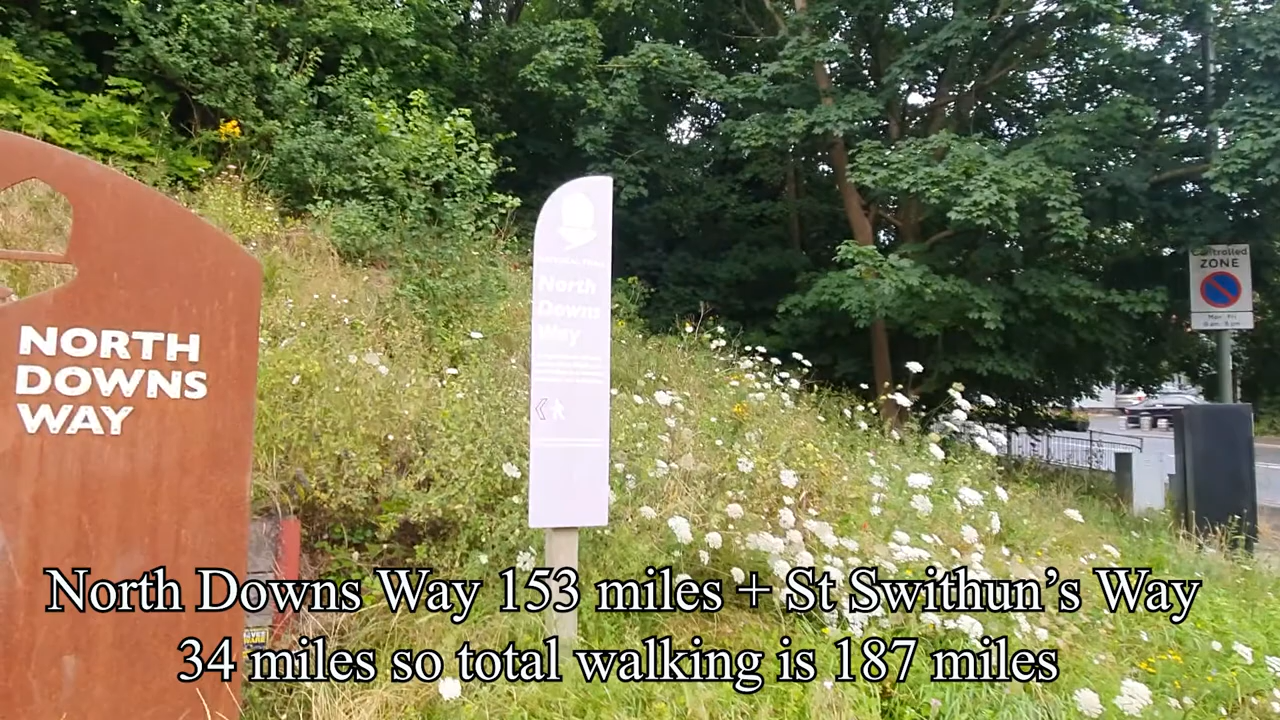 NORTH
DOWNS
WAY
North
Downs
Way
Controlled
ZONE
North Downs Way 153 miles + St Swithun’s Way
34 miles so total walking is 187 miles